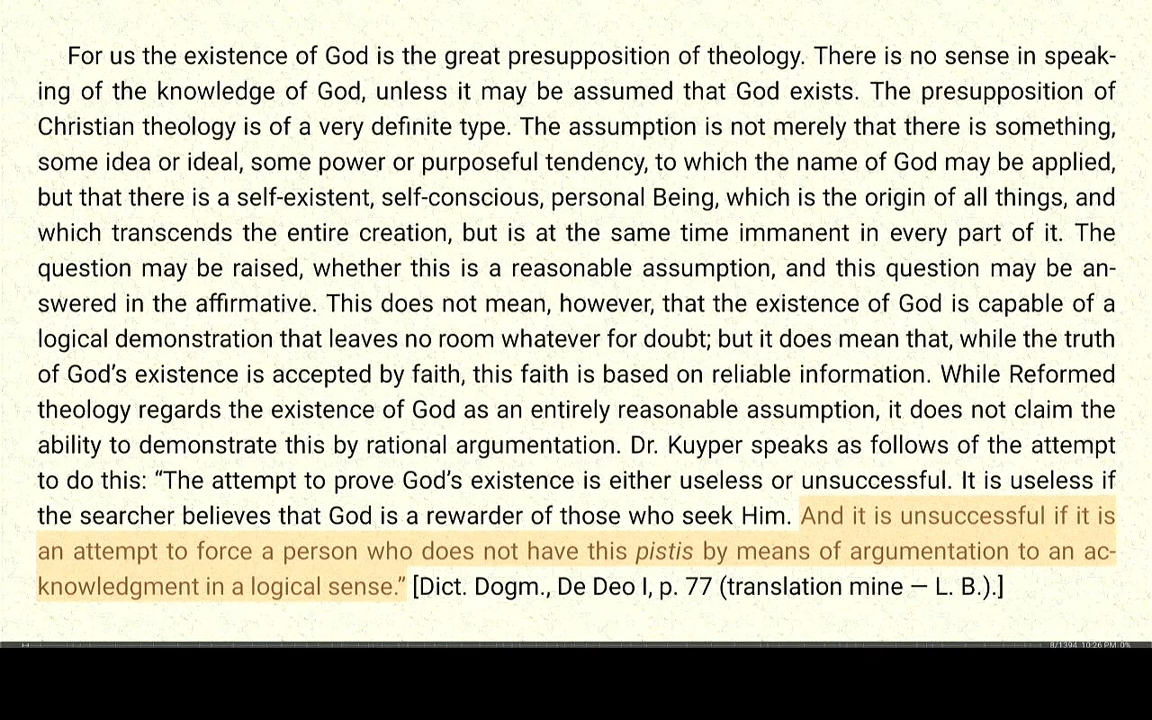 For us the existence of God is the great presupposition of theology. There is no sense in speak-
ing of the knowledge of God, unless it may be assumed that God exists. The presupposition of
Christian theology is of a very definite type. The assumption is not merely that there is something,
some idea or ideal, some power or purposeful tendency, to which the name of God may be applied,
but that there is a self-existent, self-conscious, personal Being, which is the origin of all things, and
which transcends the entire creation, but is at the same time immanent in every part of it. The
question may be raised, whether this is a reasonable assumption, and this question may be an-
swered in the affirmative. This does not mean, however, that the existence of God is capable of a
logical demonstration that leaves no room whatever for doubt; but it does mean that, while the truth
of God’s existence is accepted by faith, this faith is based on reliable information. While Reformed
theology regards the existence of God as an entirely reasonable assumption, it does not claim the
ability to demonstrate this by rational argumentation. Dr. Kuyper speaks as follows of the attempt
to do this: “The attempt to prove God’s existence is either useless or unsuccessful. It is useless if
the searcher believes that God is a rewarder of those who seek Him. And it is unsuccessful if it is
an attempt to force a person who does not have this pistis by means of argumentation to an ac-
knowledgment in a logical sense.” [Dict. Dogm., De Deo I, p. 77 (translation mine — L. B.).]
8/1394 10:26 PM 0%